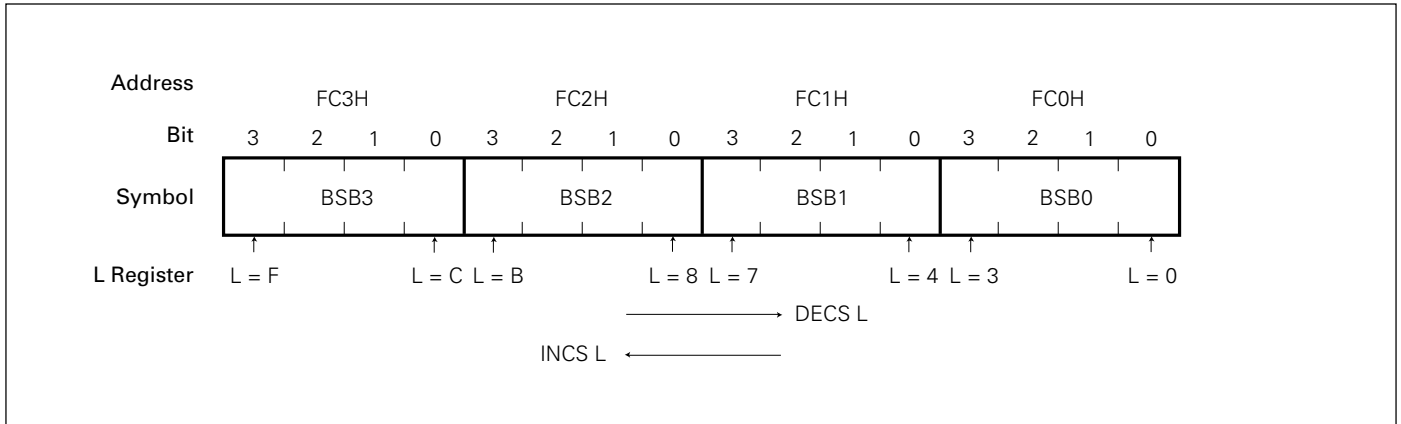 Address
FC3H FC2H FC1H FC0H
Bit 3 2 1 0 3 2 1 0 3 2 1 0 3 2 1 0
Symbol BSB3 BSB2 BSB1 BSB0
L Register L = F L = C L = B L = 8 L = 7 L = 4 L = 3 L = 0
DECS L
INCS L